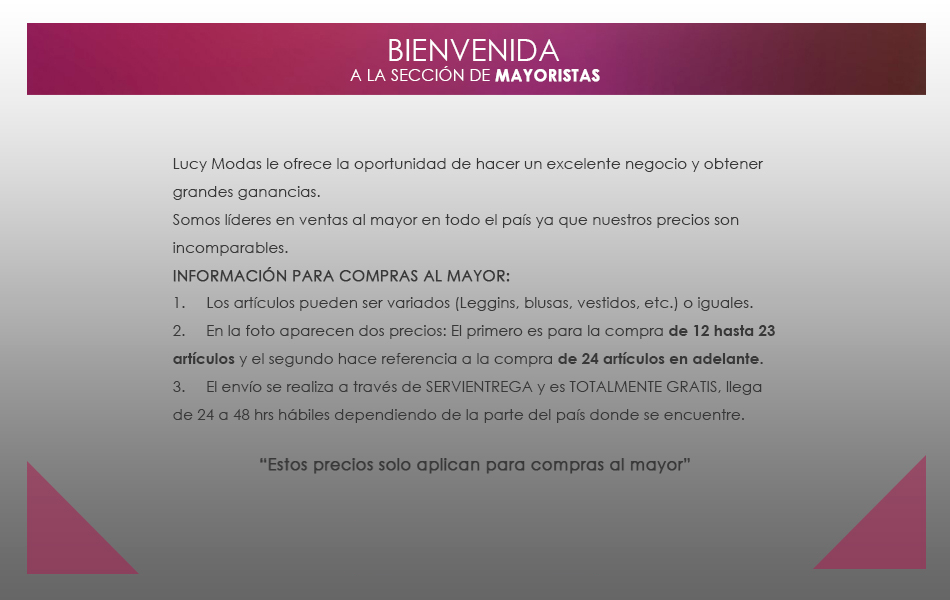 BIENVENIDA
A LA SECCIÓN DE MAYORISTAS
Lucy Modas le ofrece la oportunidad de hacer un excelente negocio y obtener
grandes ganancias.
Somos líderes en ventas al mayor en todo el país ya que nuestros precios son
incomparables.
INFORMACIÓN PARA COMPRAS AL MAYOR:
1. Los artículos pueden ser variados (Leggins, blusas, vestidos, etc.) o iguales.
2. En la foto aparecen dos precios: El primero es para la compra de 12 hasta 23
artículos y el segundo hace referencia a la compra de 24 artículos en adelante.
3. El envío se realiza a través de SERVIENTREGA y es TOTALMENTE GRATIS, llega
de 24 a 48 hrs hábiles dependiendo de la parte del país donde se encuentre.
“Estos precios solo aplican para compras al mayor”